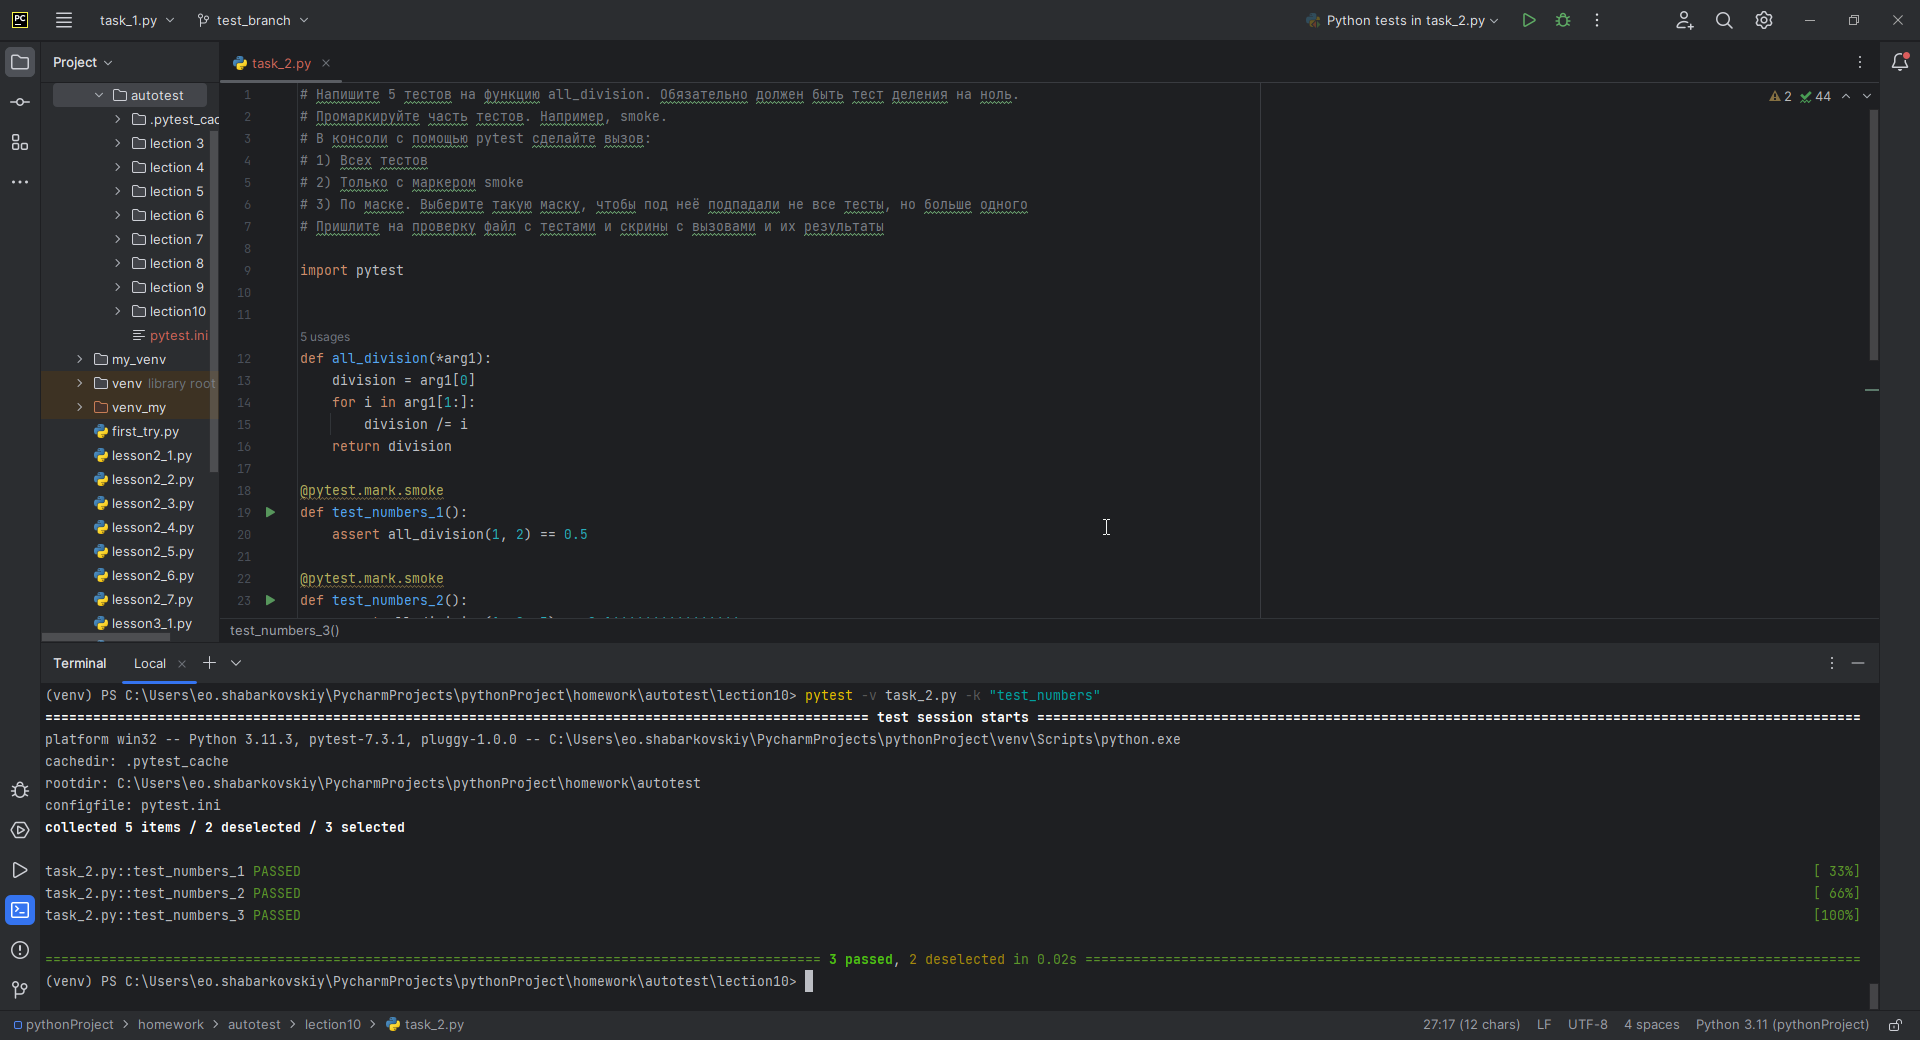 PC task_1.py test_branch Python tests in task_2.py
Project
autotest
.pytest_cac
lection 3
lection 4
lection 5
lection 6
lection 7
lection 8
lection 9
lection10
pytest.ini
my_venv
venv library root
venv_my
first_try.py
lesson2_1.py
lesson2_2.py
lesson2_3.py
lesson2_4.py
lesson2_5.py
lesson2_6.py
lesson2_7.py
lesson3_1.py
task_2.py
2 44
1 # Напишите 5 тестов на функцию all_division. Обязательно должен быть тест деления на ноль.
2 # Промаркируйте часть тестов. Например, smoke.
3 # В консоли с помощью pytest сделайте вызов:
4 # 1) Всех тестов
5 # 2) Только с маркером smoke
6 # 3) По маске. Выберите такую маску, чтобы под неё подпадали не все тесты, но больше одного
7 # Пришлите на проверку файл с тестами и скрины с вызовами и их результаты
8
9 import pytest
10
11
5 usages
12 def all_division(*arg1):
13 division = arg1[0]
14 for i in arg1[1:]:
15 division /= i
16 return division
17
18 @pytest.mark.smoke
19 def test_numbers_1():
20 assert all_division(1, 2) == 0.5
21
22 @pytest.mark.smoke
23 def test_numbers_2():
test_numbers_3()
Terminal Local
(venv) PS C:\Users\eo.shabarkovskiy\PycharmProjects\pythonProject\homework\autotest\lection10> pytest -v task_2.py -k "test_numbers"
======================================================================================================= test session starts =======================================================================================================
platform win32 -- Python 3.11.3, pytest-7.3.1, pluggy-1.0.0 -- C:\Users\eo.shabarkovskiy\PycharmProjects\pythonProject\venv\Scripts\python.exe
cachedir: .pytest_cache
rootdir: C:\Users\eo.shabarkovskiy\PycharmProjects\pythonProject\homework\autotest
configfile: pytest.ini
collected 5 items / 2 deselected / 3 selected
task_2.py::test_numbers_1 PASSED [ 33%]
task_2.py::test_numbers_2 PASSED [ 66%]
task_2.py::test_numbers_3 PASSED [100%]
================================================================================================= 3 passed, 2 deselected in 0.02s =================================================================================================
(venv) PS C:\Users\eo.shabarkovskiy\PycharmProjects\pythonProject\homework\autotest\lection10>
pythonProject > homework > autotest > lection10 > task_2.py 27:17 (12 chars) LF UTF-8 4 spaces Python 3.11 (pythonProject)